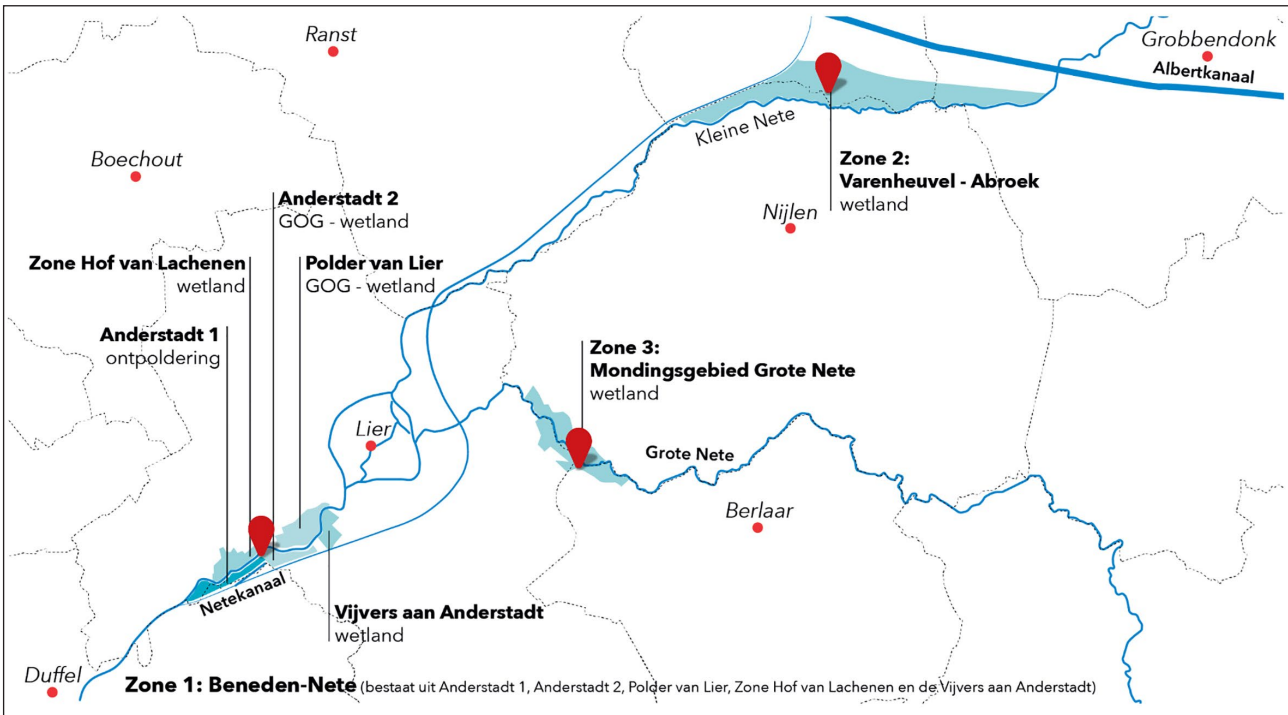 Ranst
Grobbendonk
Albertkanaal
Kleine Nete
Boechout
Zone 2:
Varenheuvel - Abroek
wetland
Nijlen
Anderstadt 2
GOG - wetland
Zone Hof van Lachenen
wetland
Polder van Lier
GOG - wetland
Anderstadt 1
ontpoldering
Zone 3:
Mondingsgebied Grote Nete
wetland
Lier
Grote Nete
Berlaar
Netekanaal
Vijvers aan Anderstadt
wetland
Duffel
Zone 1: Beneden-Nete (bestaat uit Anderstadt 1, Anderstadt 2, Polder van Lier, Zone Hof van Lachenen en de Vijvers aan Anderstadt)